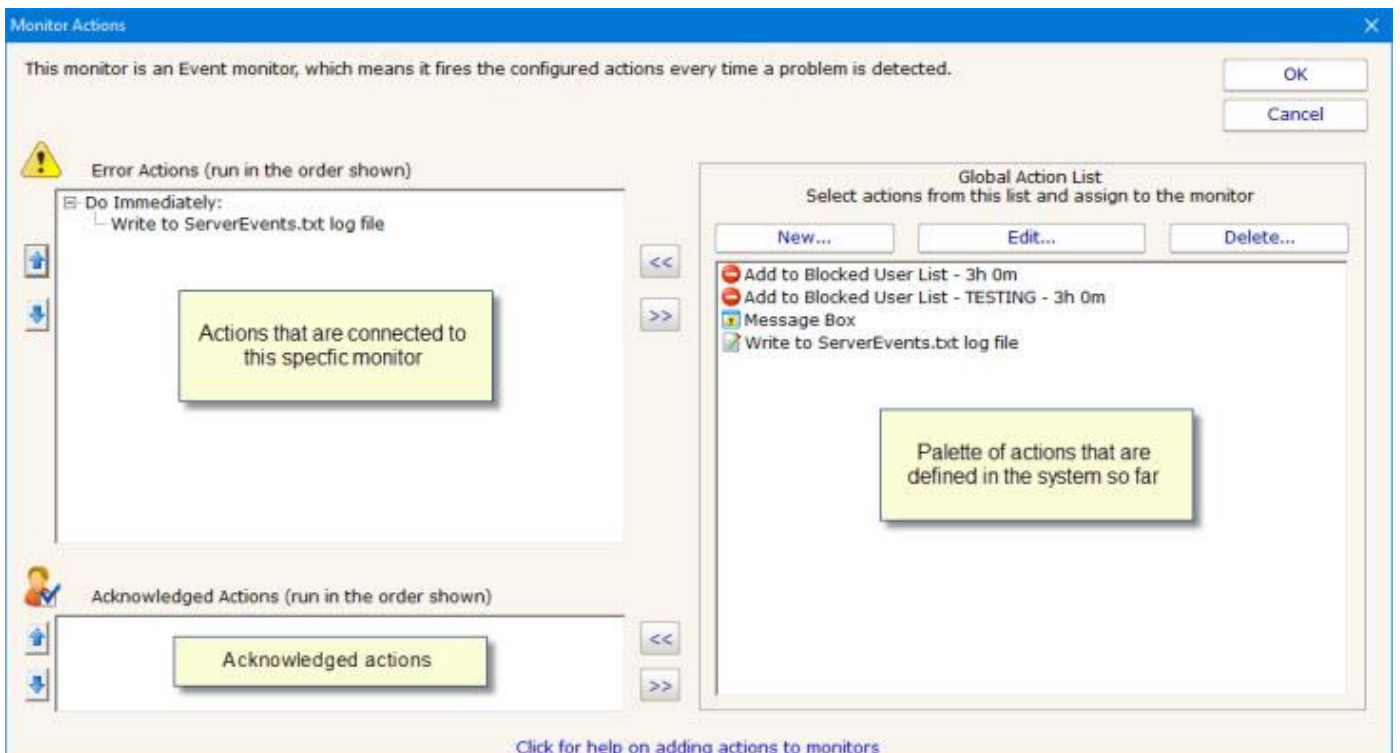 Monitor Actions
This monitor is an Event monitor, which means it fires the configured actions every time a problem is detected.
OK
Cancel
Error Actions (run in the order shown)
Do Immediately:
Write to ServerEvents.txt log file
Actions that are connected to
this specfic monitor
<<
>>
Acknowledged Actions (run in the order shown)
Acknowledged actions
<<
>>
Global Action List
Select actions from this list and assign to the monitor
New...
Edit...
Delete...
Add to Blocked User List - 3h 0m
Add to Blocked User List - TESTING - 3h 0m
Message Box
Write to ServerEvents.txt log file
Palette of actions that are
defined in the system so far
Click for help on adding actions to monitors